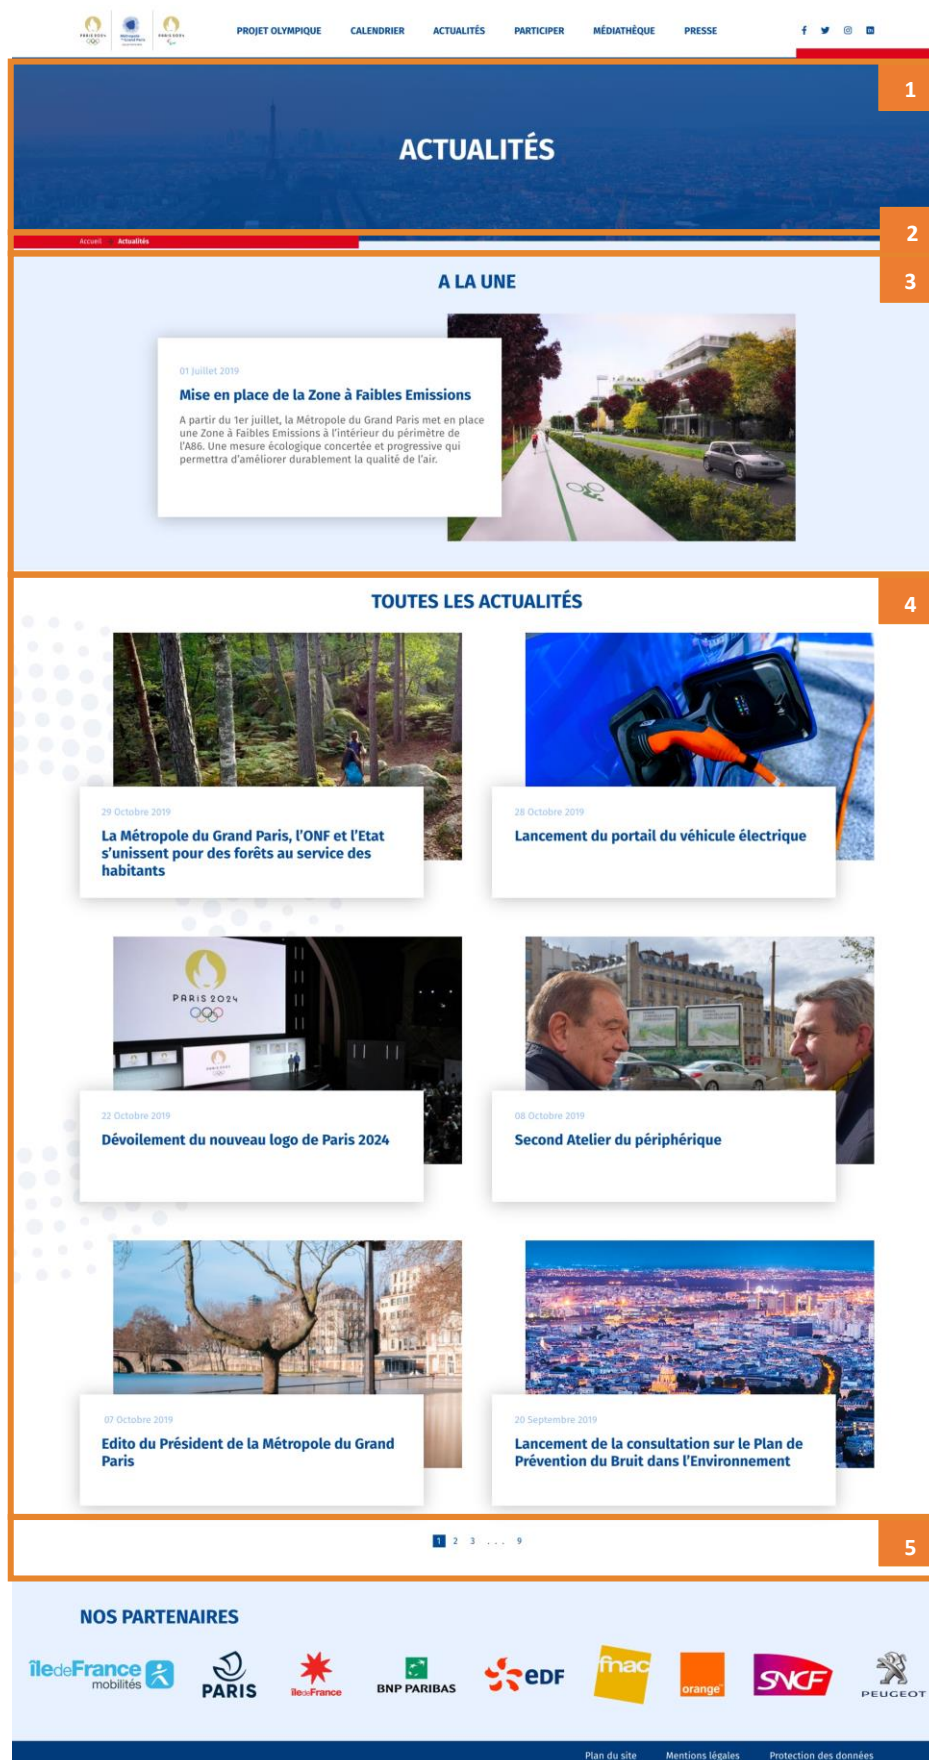 PARIS 2024
Métropole
du Grand Paris
PARIS 2024
PROJET OLYMPIQUE CALENDRIER ACTUALITÉS PARTICIPER MÉDIATHÈQUE PRESSE
1
ACTUALITÉS
2
Accueil Actualités
3
A LA UNE
01 Juillet 2019
Mise en place de la Zone à Faibles Emissions
A partir du 1er juillet, la Métropole du Grand Paris met en place
une Zone à Faibles Emissions à l'intérieur du périmètre de
l'A86. Une mesure écologique concertée et progressive qui
permettra d'améliorer durablement la qualité de l'air.
4
TOUTES LES ACTUALITÉS
29 Octobre 2019
La Métropole du Grand Paris, l'ONF et l'Etat
s'unissent pour des forêts au service des
habitants
28 Octobre 2019
Lancement du portail du véhicule électrique
PARIS 2024
22 Octobre 2019
Dévoilement du nouveau logo de Paris 2024
08 Octobre 2019
Second Atelier du périphérique
07 Octobre 2019
Edito du Président de la Métropole du Grand
Paris
20 Septembre 2019
Lancement de la consultation sur le Plan de
Prévention du Bruit dans l'Environnement
1 2 3 ... 9
5
NOS PARTENAIRES
îledeFrance
mobilités
PARIS
îledeFrance
BNP PARIBAS
eDF
fnac
orange
SNCF
PEUGEOT
Plan du site Mentions légales Protection des données